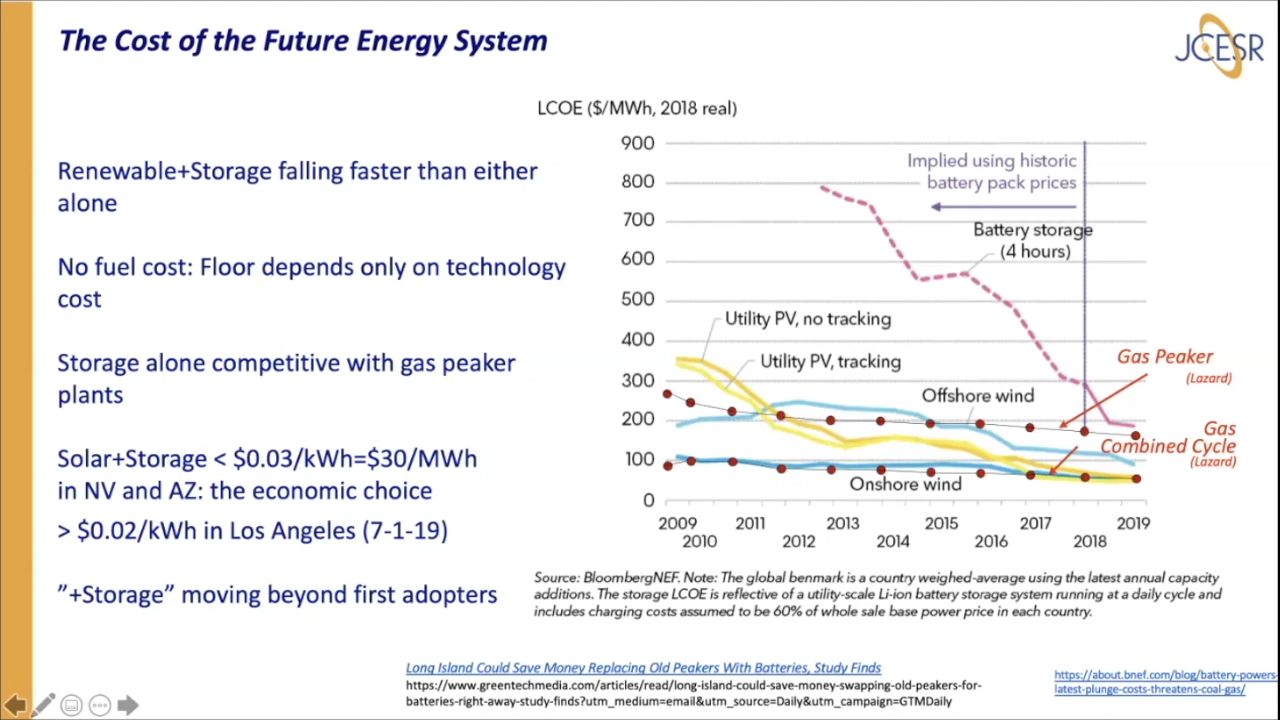 The Cost of the Future Energy System
JCESR
Renewable+Storage falling faster than either
alone
No fuel cost: Floor depends only on technology
cost
Storage alone competitive with gas peaker
plants
Solar+Storage < $0.03/kWh=$30/MWh
in NV and AZ: the economic choice
> $0.02/kWh in Los Angeles (7-1-19)
”+Storage” moving beyond first adopters
LCOE ($/MWh, 2018 real)
900
800
700
600
500
400
300
200
100
0
Implied using historic
battery pack prices
Battery storage
(4 hours)
Utility PV, no tracking
Utility PV, tracking
Offshore wind
Onshore wind
Gas Peaker
(Lazard)
Gas
Combined Cycle
(Lazard)
2009 2011 2013 2015 2017 2019
2010 2012 2014 2016 2018
Source: BloombergNEF. Note: The global benmark is a country weighed-average using the latest annual capacity
additions. The storage LCOE is reflective of a utility-scale Li-ion battery storage system running at a daily cycle and
includes charging costs assumed to be 60% of whole sale base power price in each country.
Long Island Could Save Money Replacing Old Peakers With Batteries, Study Finds
https://www.greentechmedia.com/articles/read/long-island-could-save-money-swapping-old-peakers-for-
batteries-right-away-study-finds?utm_medium=email&utm_source=Daily&utm_campaign=GTMDaily
https://about.bnef.com/blog/battery-powers-
latest-plunge-costs-threatens-coal-gas/